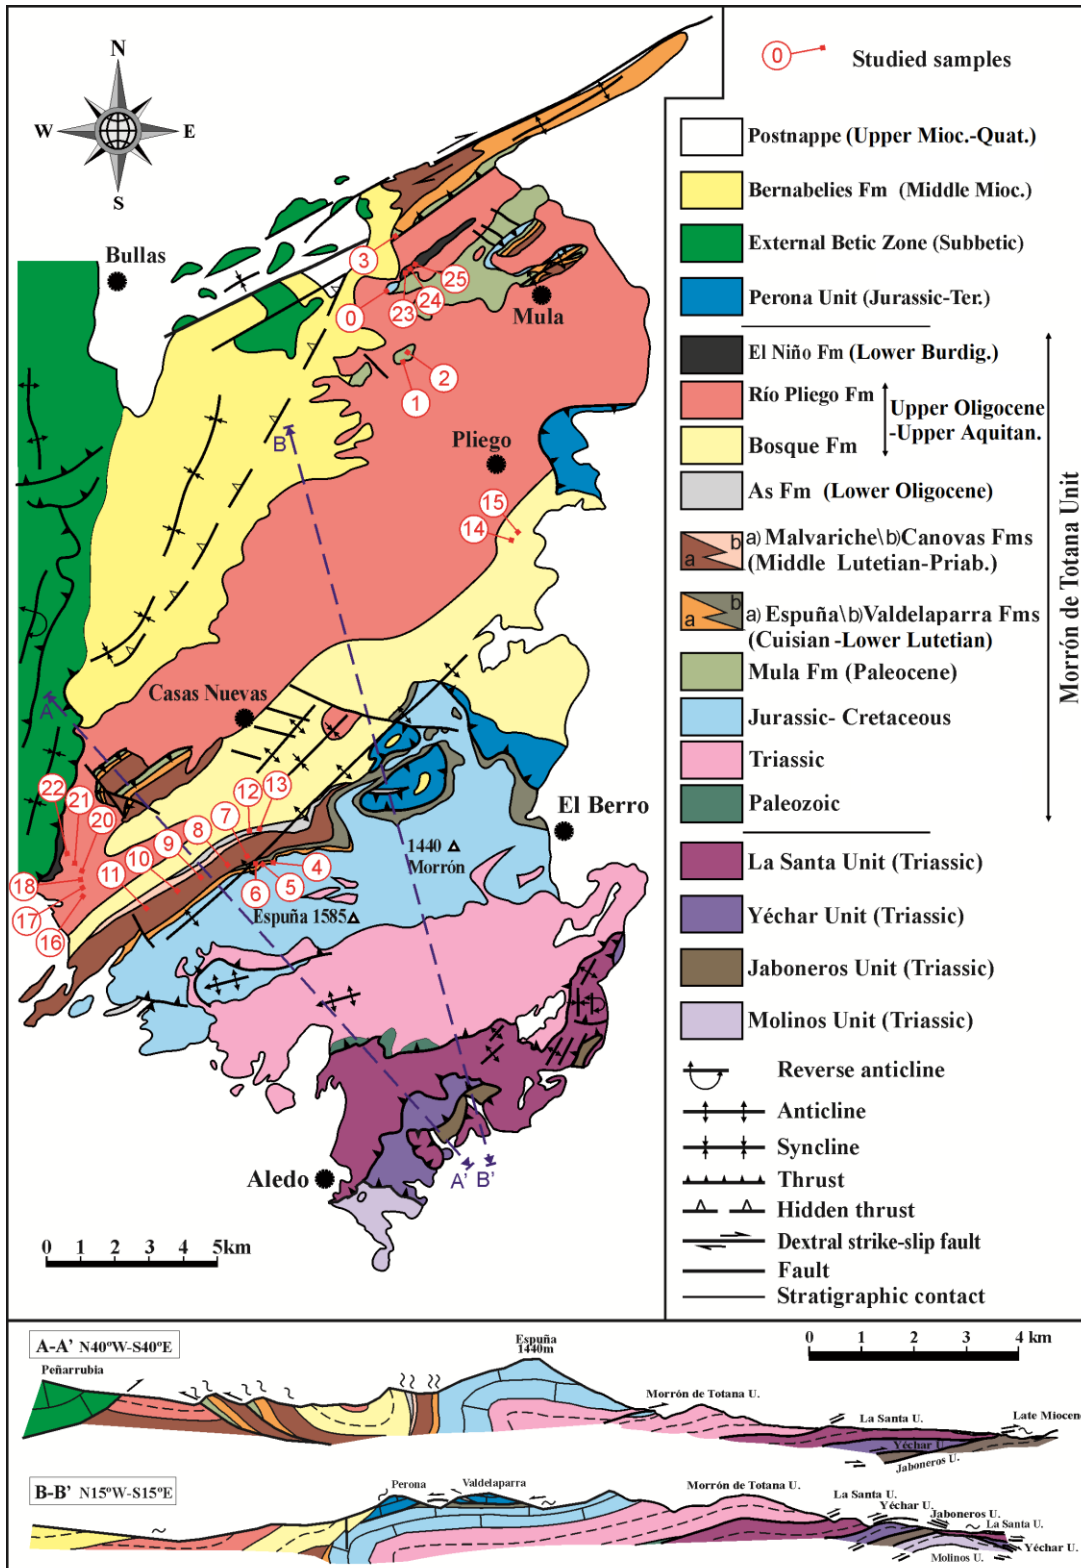 N
W
E
S
0
Studied samples
Postnappe (Upper Mioc.-Quat.)
Bernabelies Fm (Middle Mioc.)
External Betic Zone (Subbetic)
Perona Unit (Jurassic-Ter.)
El Niño Fm (Lower Burdig.)
Río Pliego Fm
Bosque Fm
Upper Oligocene
-Upper Aquitan.
As Fm (Lower Oligocene)
a
b
a) Malvariche\b)Canovas Fms
(Middle Lutetian-Priab.)
a
b
a) Espuña\b)Valdelaparra Fms
(Cuisian -Lower Lutetian)
Mula Fm (Paleocene)
Jurassic- Cretaceous
Triassic
Paleozoic
Morrón de Totana Unit
La Santa Unit (Triassic)
Yéchar Unit (Triassic)
Jaboneros Unit (Triassic)
Molinos Unit (Triassic)
Reverse anticline
Anticline
Syncline
Thrust
Hidden thrust
Dextral strike-slip fault
Fault
Stratigraphic contact
Bullas
3
0
23
24
25
Mula
2
1
B
Pliego
15
14
A
Casas Nuevas
22
21
20
18
17
16
11
10
9
8
7
12
13
6
5
4
El Berro
1440
Morrón
Espuña 1585
Aledo
A'
B'
0 1 2 3 4 5km
A-A' N40ºW-S40ºE
Peñarrubia
Espuña
1440m
0 1 2 3 4 km
Morrón de Totana U.
La Santa U.
Late Miocene
Yéchar U.
Jaboneros U.
B-B' N15ºW-S15ºE
Perona
Valdelaparra
Morrón de Totana U.
La Santa U.
Yéchar U.
Jaboneros U.
La Santa U.
Yéchar U.
Molinos U.